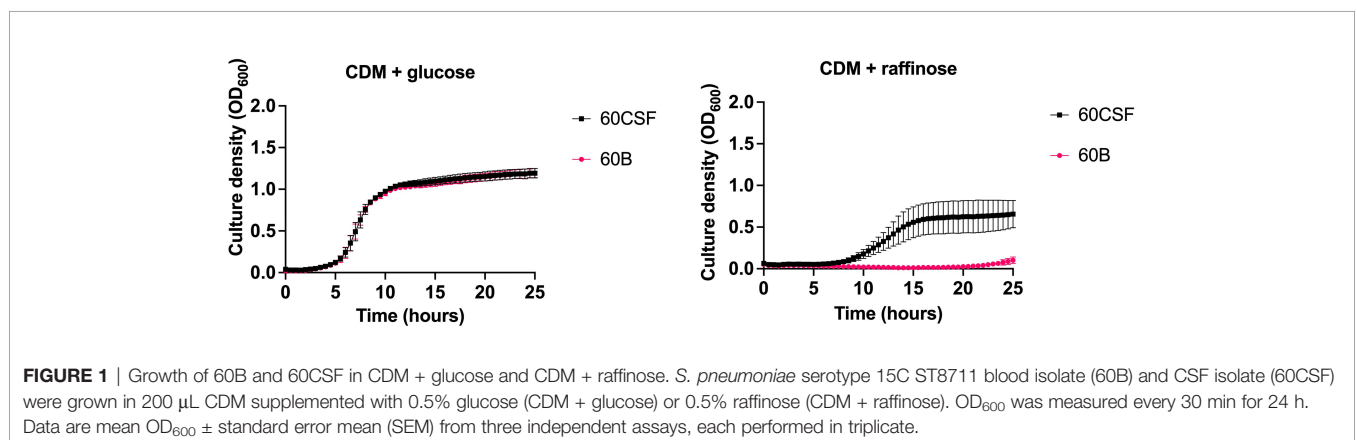 CDM + glucose
Culture density (OD600)
2.0
1.5
1.0
0.5
0.0
0 5 10 15 20 25
Time (hours)
60CSF
60B
CDM + raffinose
Culture density (OD600)
2.0
1.5
1.0
0.5
0.0
0 5 10 15 20 25
Time (hours)
60CSF
60B
FIGURE 1 | Growth of 60B and 60CSF in CDM + glucose and CDM + raffinose. S. pneumoniae serotype 15C ST8711 blood isolate (60B) and CSF isolate (60CSF)
were grown in 200 μL CDM supplemented with 0.5% glucose (CDM + glucose) or 0.5% raffinose (CDM + raffinose). OD600 was measured every 30 min for 24 h.
Data are mean OD600 ± standard error mean (SEM) from three independent assays, each performed in triplicate.